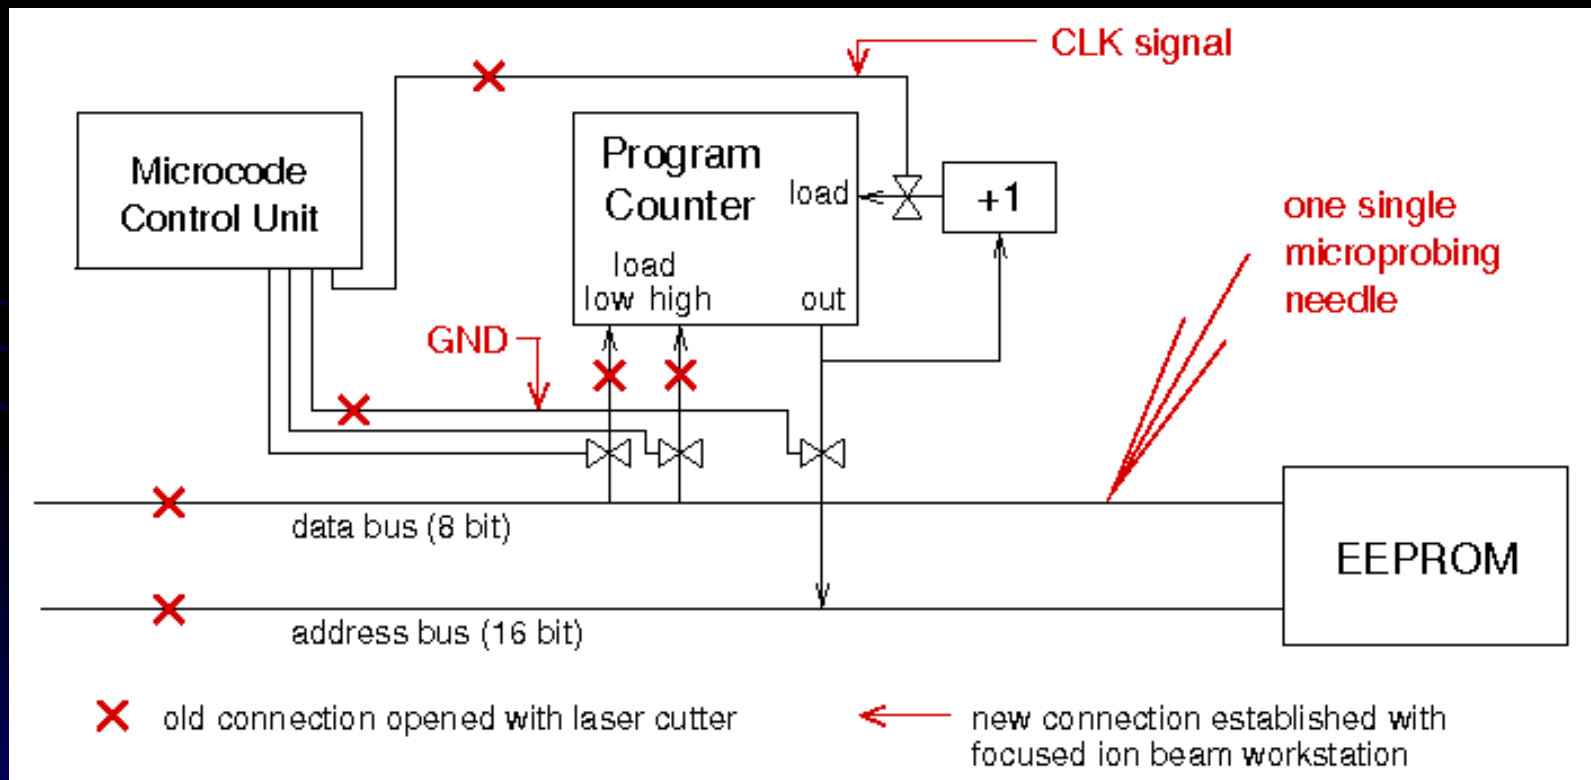 CLK signal
Microcode
Control Unit
Program
Counter
load
+1
load
low high
out
one single
microprobing
needle
GND
data bus (8 bit)
EEPROM
address bus (16 bit)
old connection opened with laser cutter
new connection established with
focused ion beam workstation